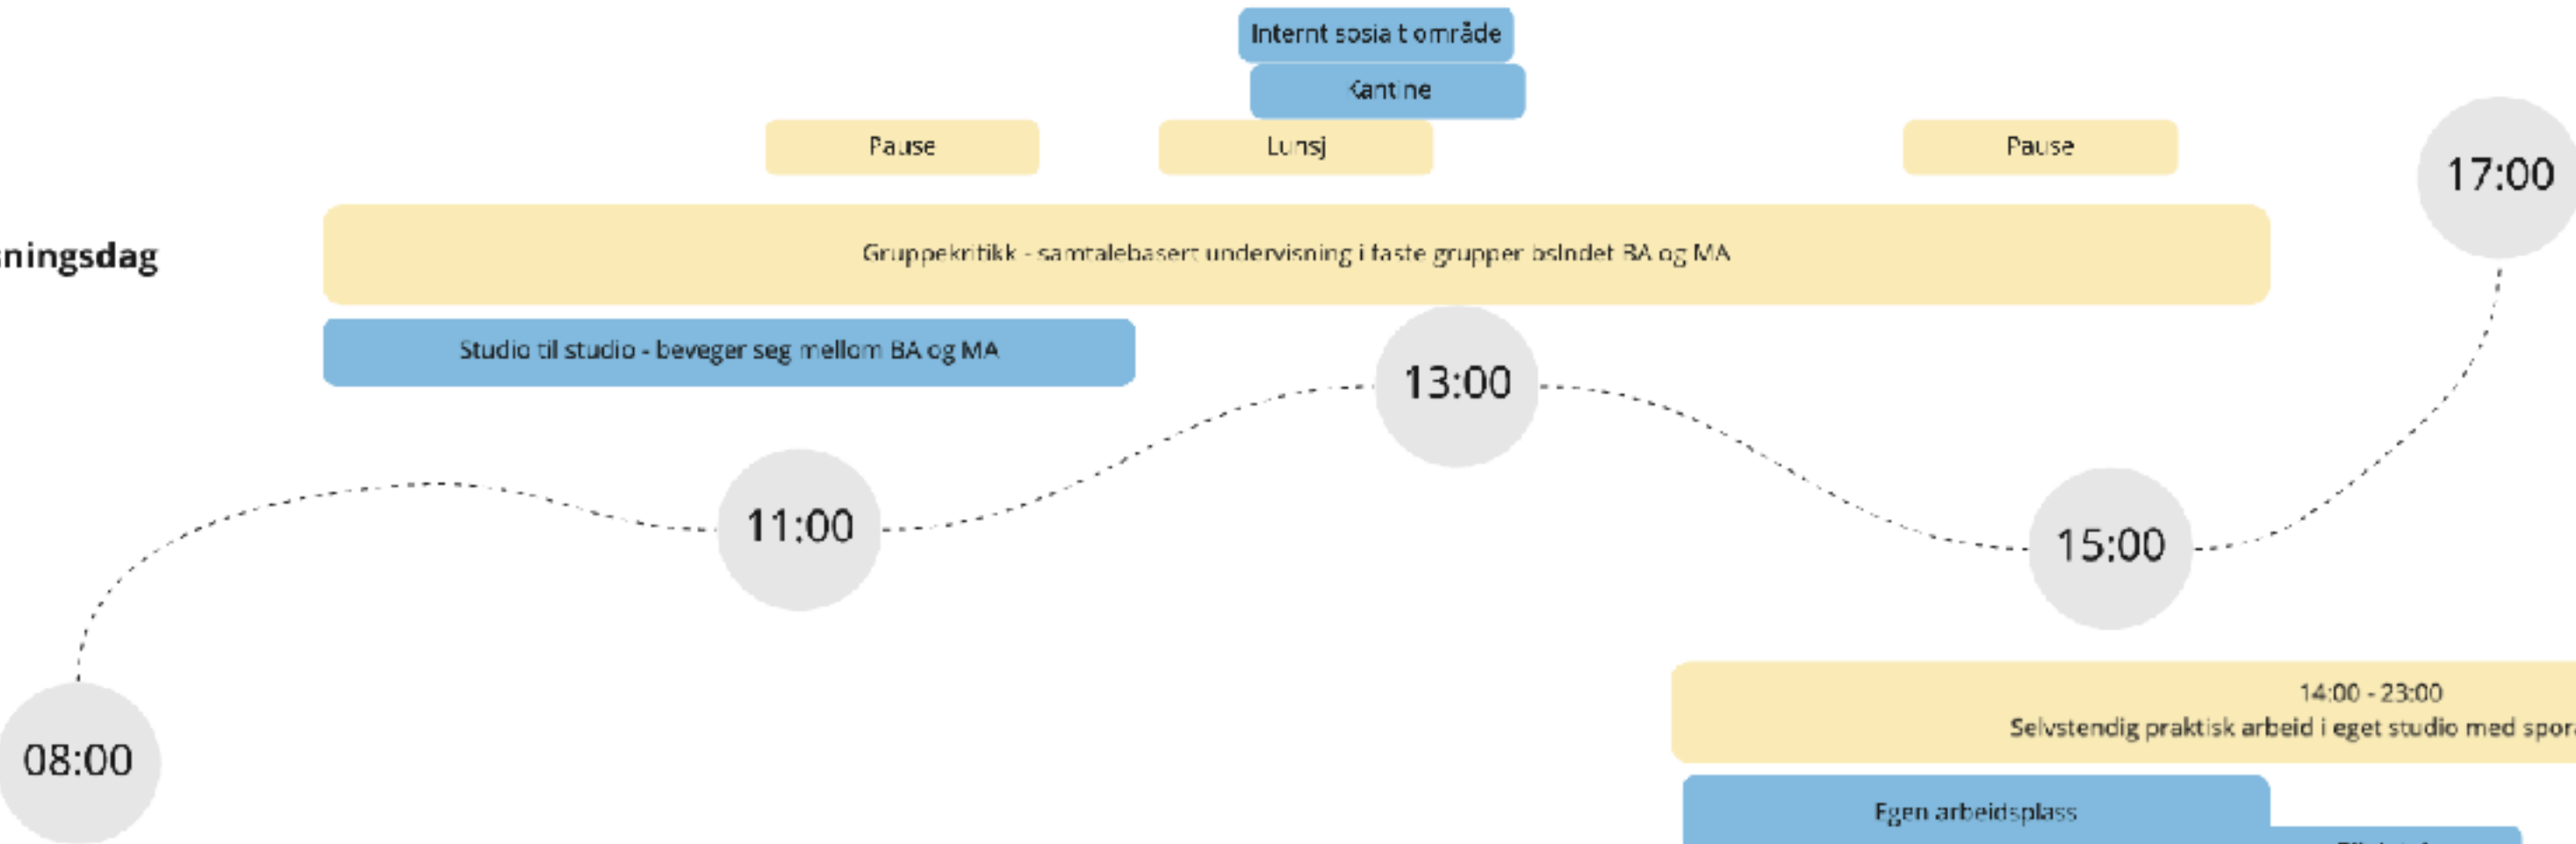 Internt sosialt område
Kantine
Pause
Lunsj
Pause
17:00
ningsdag
Gruppekritikk - samtalebasert undervisning i faste grupper bslndet BA og MA
Studio til studio - beveger seg mellom BA og MA
13:00
11:00
15:00
14:00 - 23:00
Selvstendig praktisk arbeid i eget studio med
08:00
Egen arbeidsplass